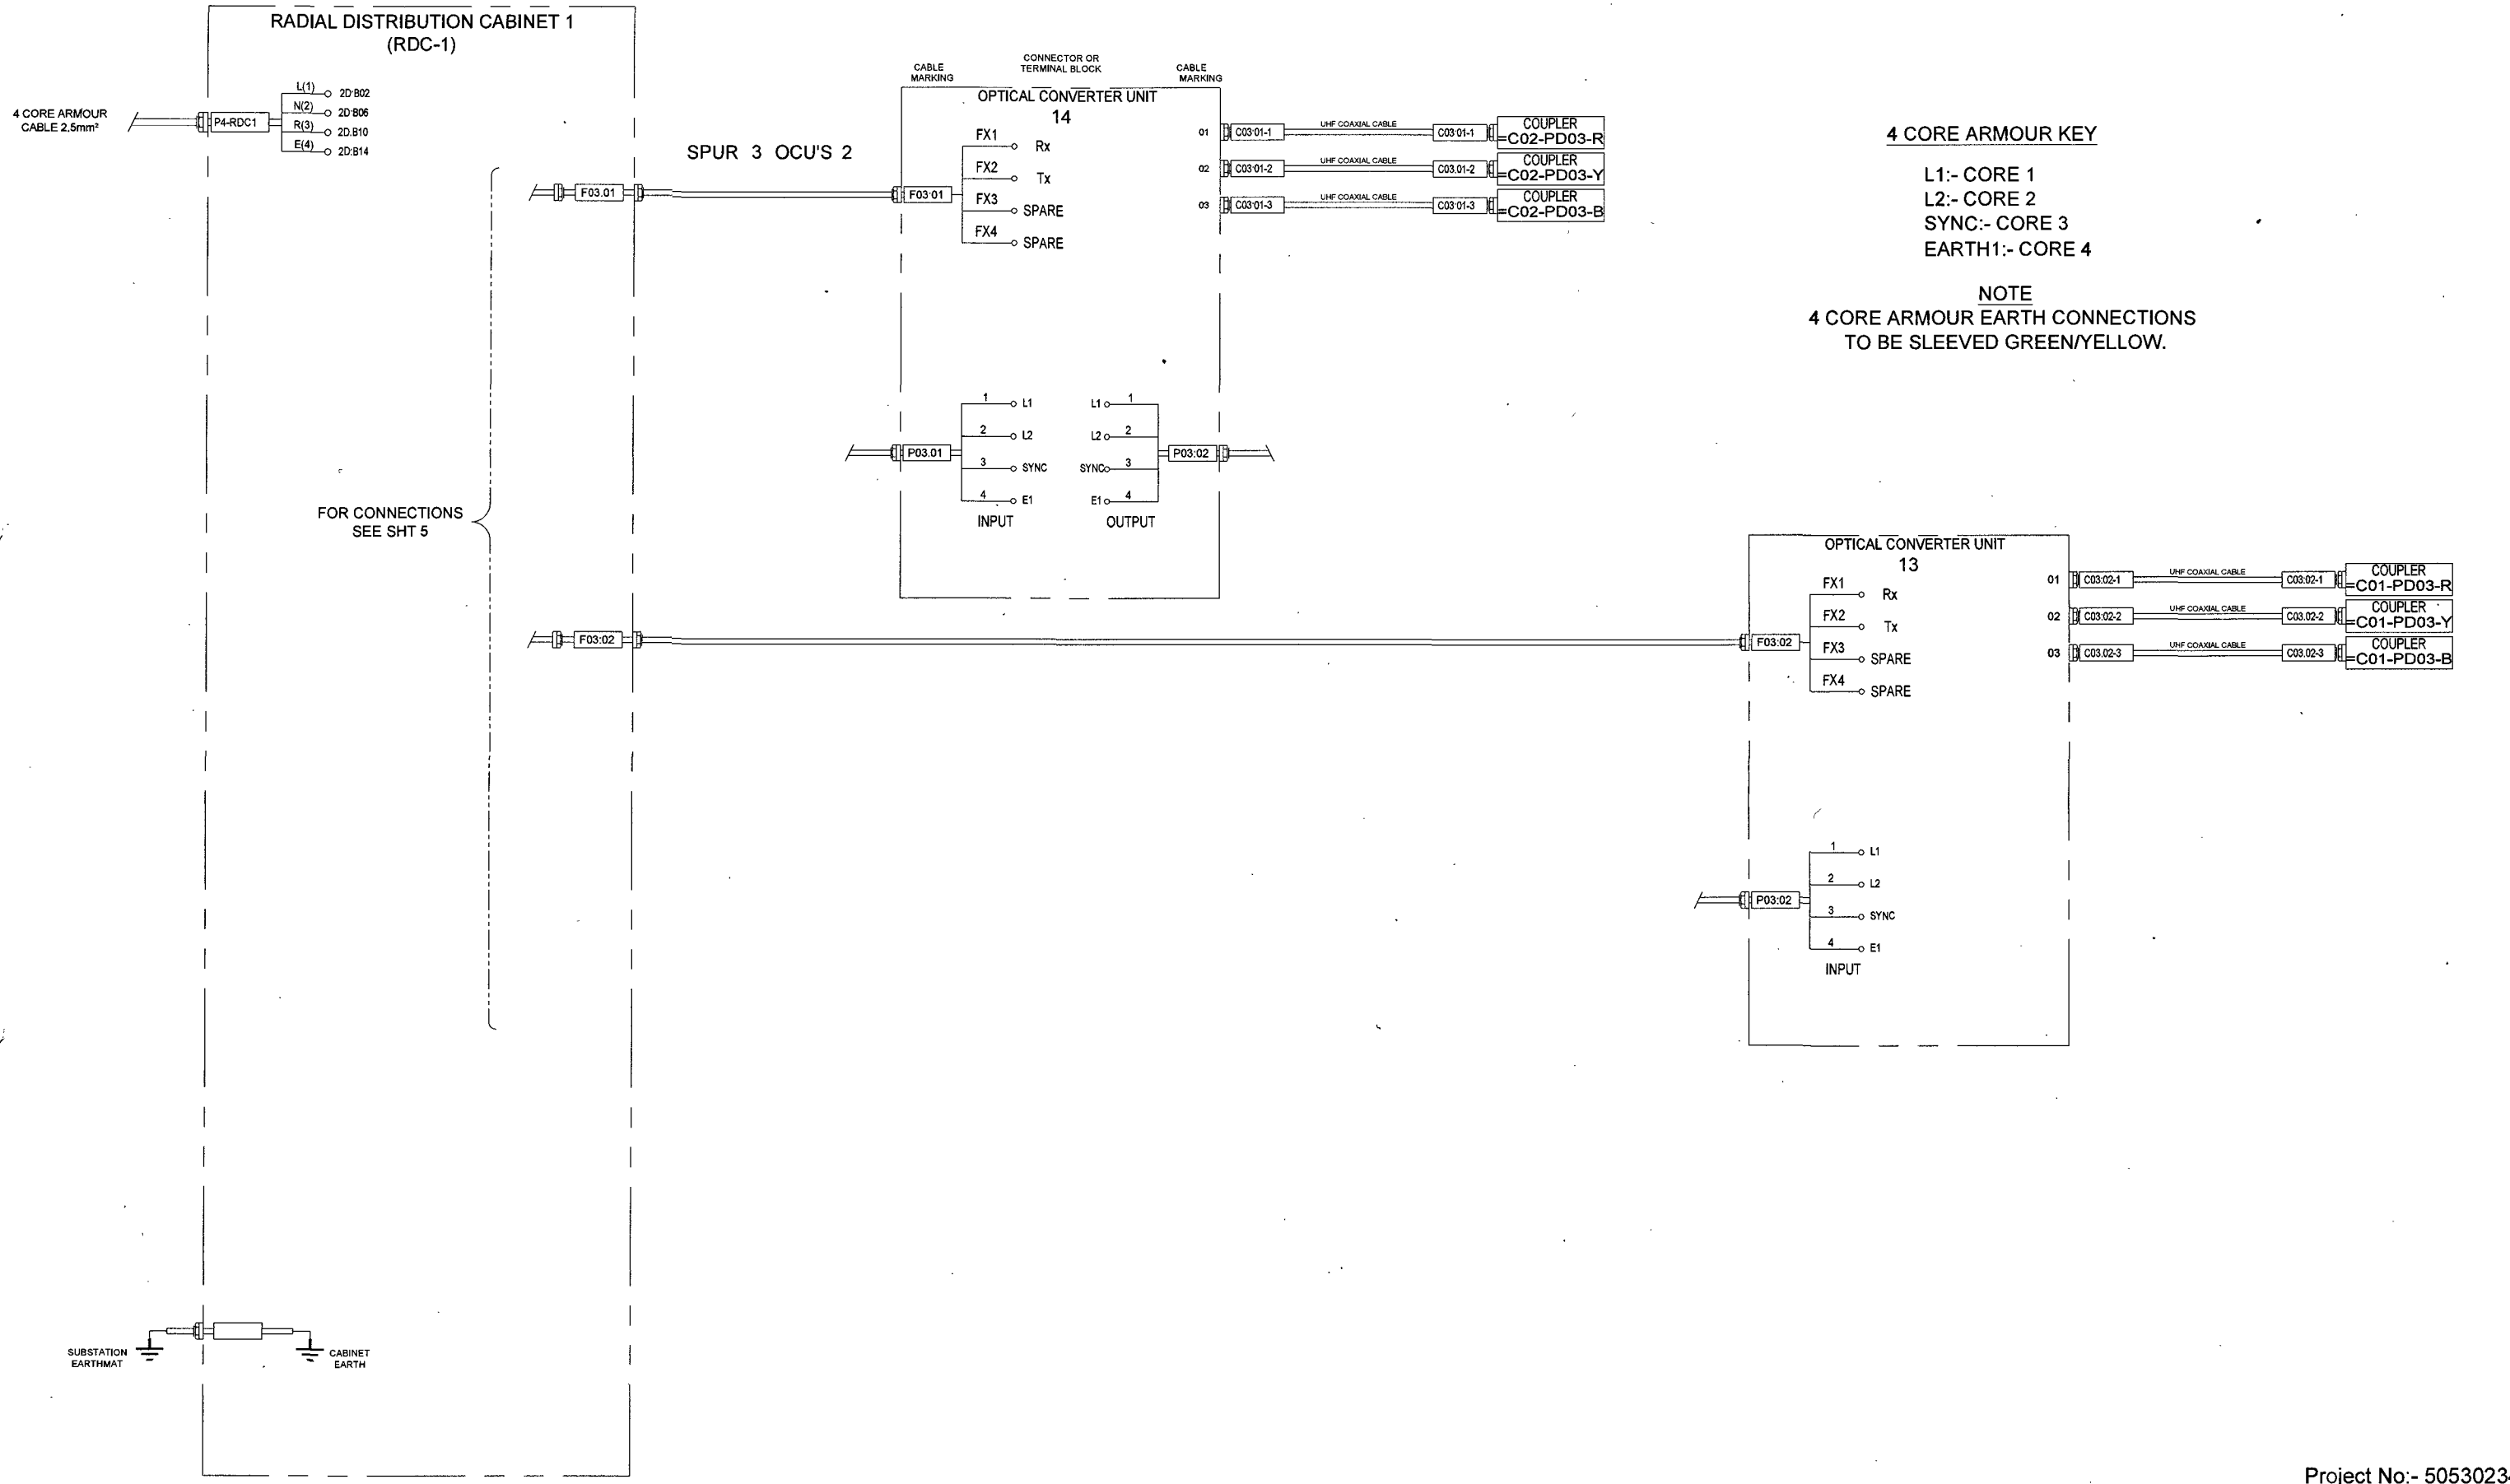 RADIAL DISTRIBUTION CABINET 1
(RDC-1)
4 CORE ARMOUR
CABLE 2.5mm²
P4-RDC1
L(1) 2D:B02
N(2) 2D:B06
R(3) 2D:B10
E(4) 2D:B14
FOR CONNECTIONS
SEE SHT 5
SUBSTATION
EARTHMAT
CABINET
EARTH
F03.01
SPUR 3 OCU'S 2
F03:02
CABLE
MARKING
CONNECTOR OR
TERMINAL BLOCK
CABLE
MARKING
OPTICAL CONVERTER UNIT
14
F03:01
FX1 Rx
FX2 Tx
FX3 SPARE
FX4 SPARE
01 C03:01-1 UHF COAXIAL CABLE C03:01-1 COUPLER
=C02-PD03-R
02 C03:01-2 UHF COAXIAL CABLE C03.01-2 COUPLER
=C02-PD03-Y
03 C03:01-3 UHF COAXIAL CABLE C03:01-3 COUPLER
=C02-PD03-B
P03.01
1 L1
2 L2
3 SYNC
4 E1
INPUT
L1 1
L2 2
SYNC 3
E1 4
OUTPUT
P03:02
4 CORE ARMOUR KEY
L1:- CORE 1
L2:- CORE 2
SYNC:- CORE 3
EARTH1:- CORE 4
NOTE
4 CORE ARMOUR EARTH CONNECTIONS
TO BE SLEEVED GREEN/YELLOW.
OPTICAL CONVERTER UNIT
13
F03:02
FX1 Rx
FX2 Tx
FX3 SPARE
FX4 SPARE
01 C03:02-1 UHF COAXIAL CABLE C03:02-1 COUPLER
=C01-PD03-R
02 C03.02-2 UHF COAXIAL CABLE C03.02-2 COUPLER
=C01-PD03-Y
03 C03.02-3 UHF COAXIAL CABLE C03.02-3 COUPLER
=C01-PD03-B
P03:02
1 L1
2 L2
3 SYNC
4 E1
INPUT
Project No:- 5053023